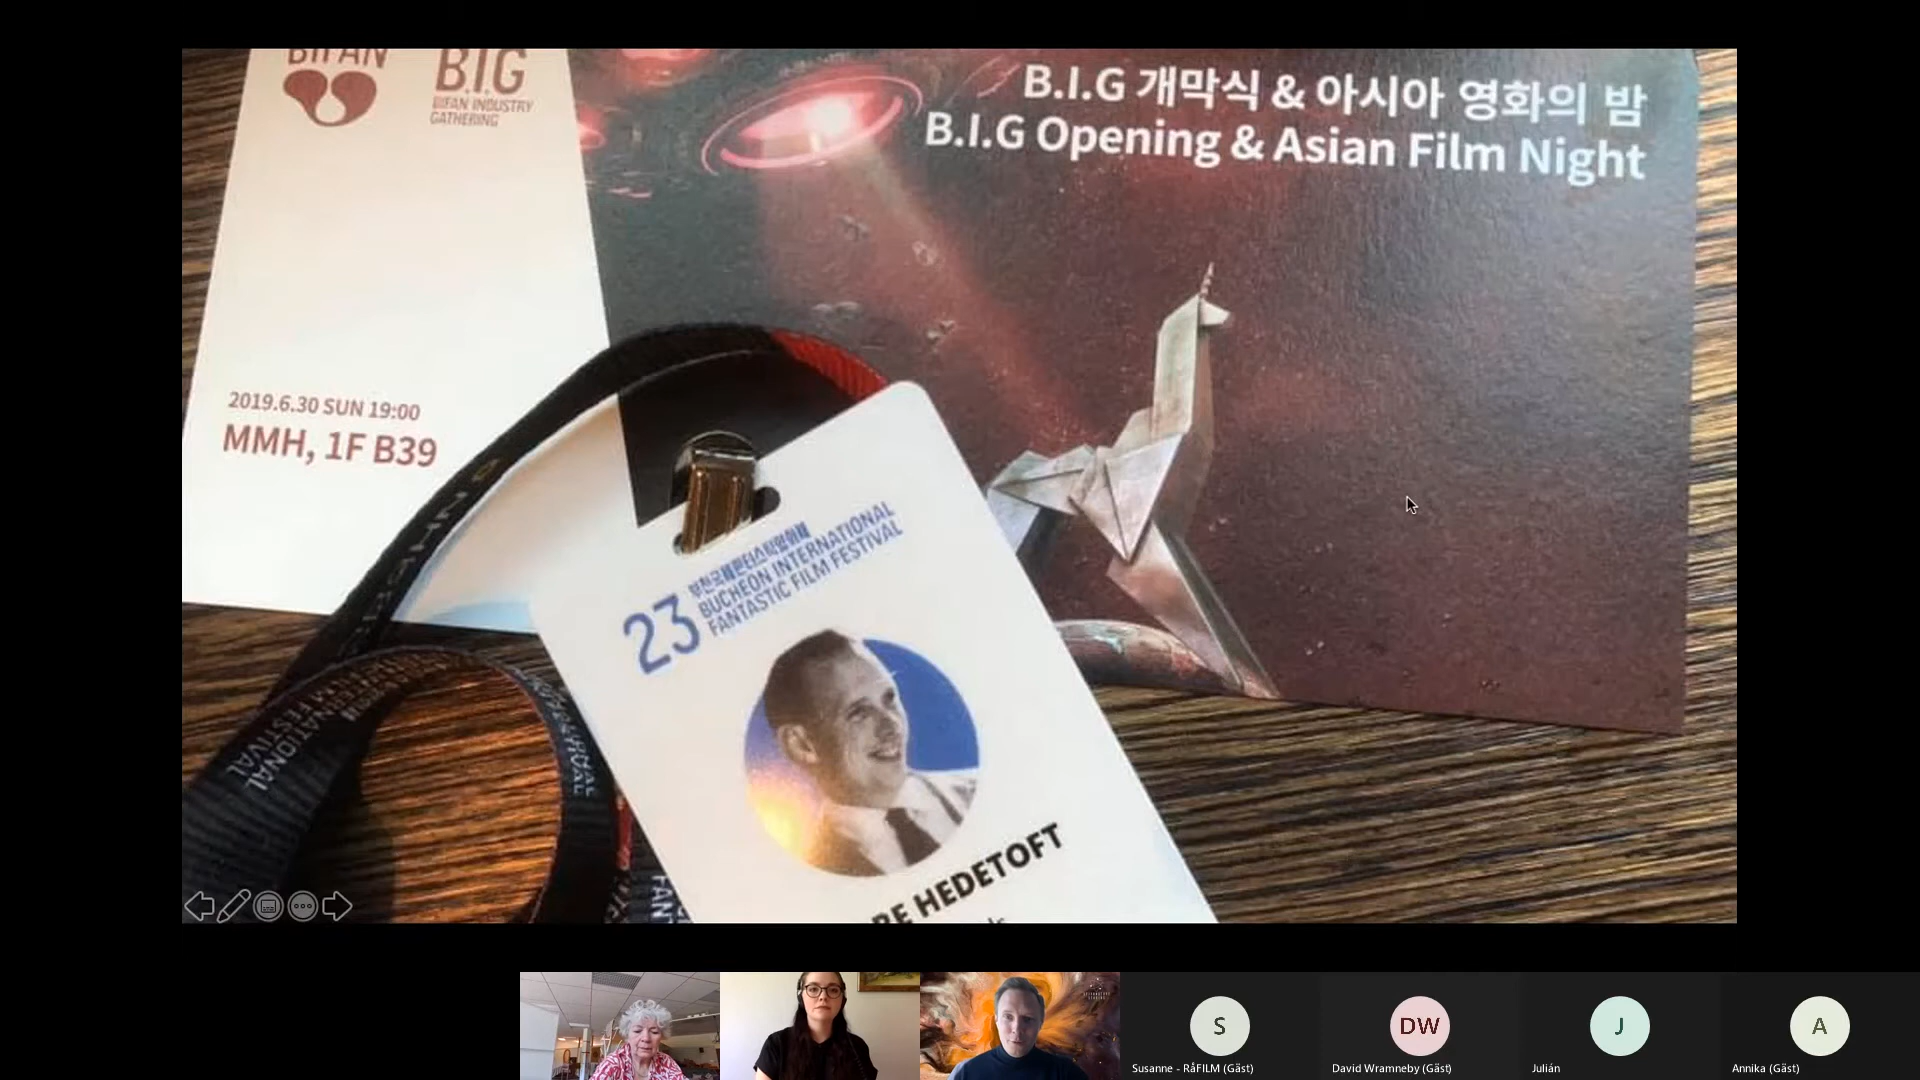 BIFAN
B.I.G
BIFAN INDUSTRY
GATHERING
B.I.G 개막식 & 아시아 영화의 밤
B.I.G Opening & Asian Film Night
2019.6.30 SUN 19:00
MMH, 1F B39
23
부천국제판타스틱영화제
BUCHEON INTERNATIONAL
FANTASTIC FILM FESTIVAL
RE HEDETOFT
S
DW
J
A
Susanne - RåFILM (Gäst)
David Wramneby (Gäst)
Julián
Annika (Gäst)